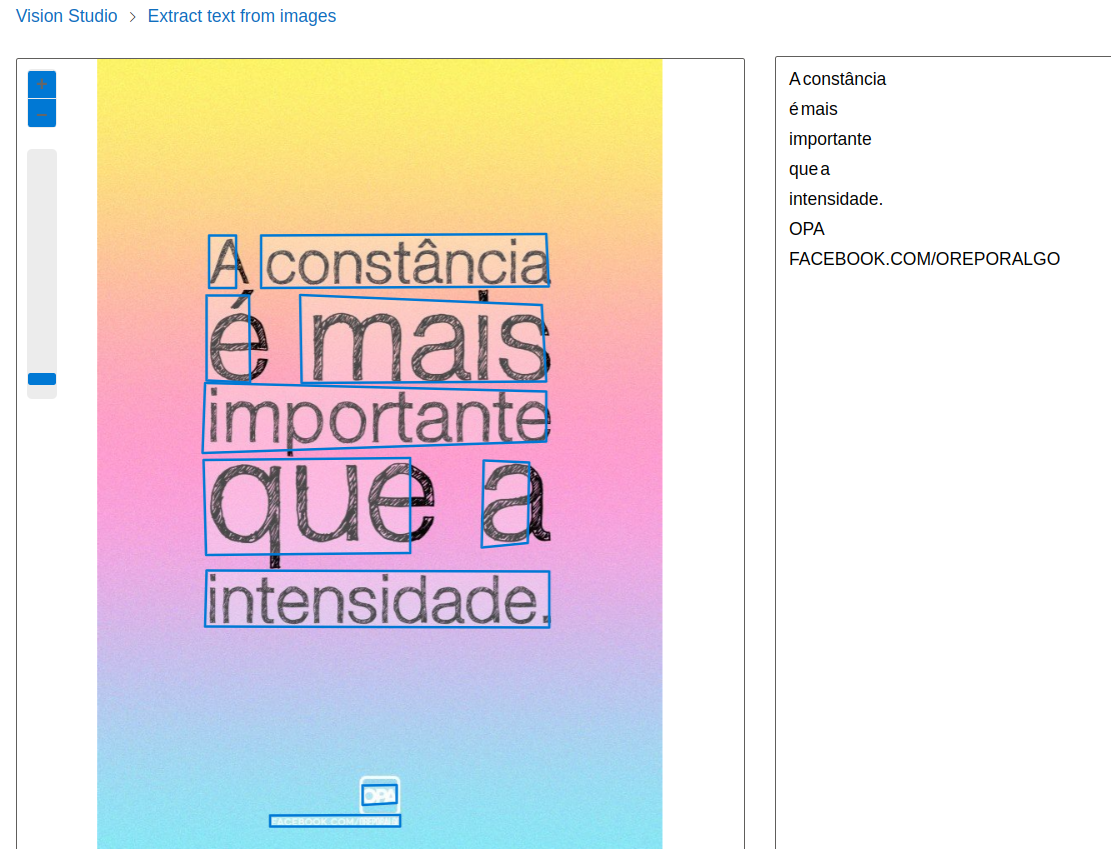 Vision Studio > Extract text from images
A constância
é mais
importante
que a
intensidade.
OPA
FACEBOOK.COM/
A constância
é mais
importante
que a
intensidade.
OPA
FACEBOOK.COM/OREPORALGO